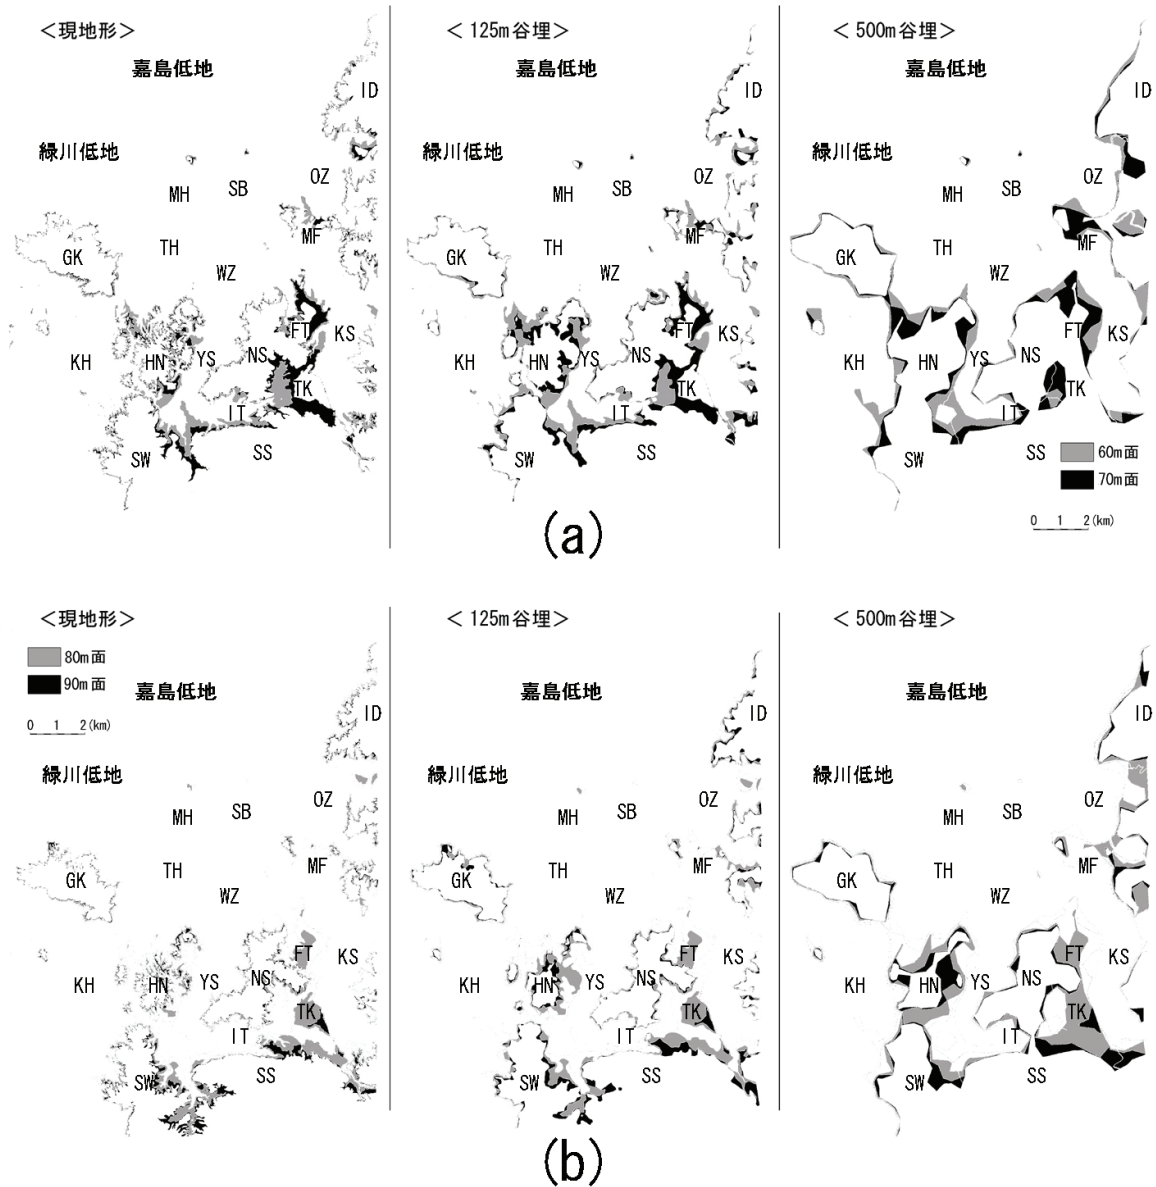 ＜現地形＞
＜125m谷埋＞
＜500m谷埋＞
嘉島低地
嘉島低地
嘉島低地
ID
ID
緑川低地
緑川低地
緑川低地
OZ
OZ
OZ
MH
SB
MH
SB
MH
SB
MF
MF
MF
TH
TH
TH
GK
GK
GK
WZ
WZ
WZ
FT
KS
FT
FT
KS
KH
HN
YS
NS
KH
HN
YS
NS
KH
HN
YS
NS
TK
TK
TK
IT
IT
IT
SW
SS
SW
SS
SW
SS
60m面
70m面
0 1 2(km)
(a)
＜現地形＞
＜125m谷埋＞
＜500m谷埋＞
80m面
90m面
嘉島低地
嘉島低地
嘉島低地
ID
ID
ID
0 1 2(km)
緑川低地
緑川低地
緑川低地
OZ
OZ
OZ
MH
SB
MH
SB
MH
SB
MF
MF
MF
TH
TH
TH
GK
GK
GK
WZ
WZ
WZ
FT
KS
FT
KS
FT
KS
KH
HN
YS
NS
KH
HN
YS
NS
KH
HN
YS
NS
TK
TK
TK
IT
IT
IT
SW
SS
SW
SS
SW
SS
(b)